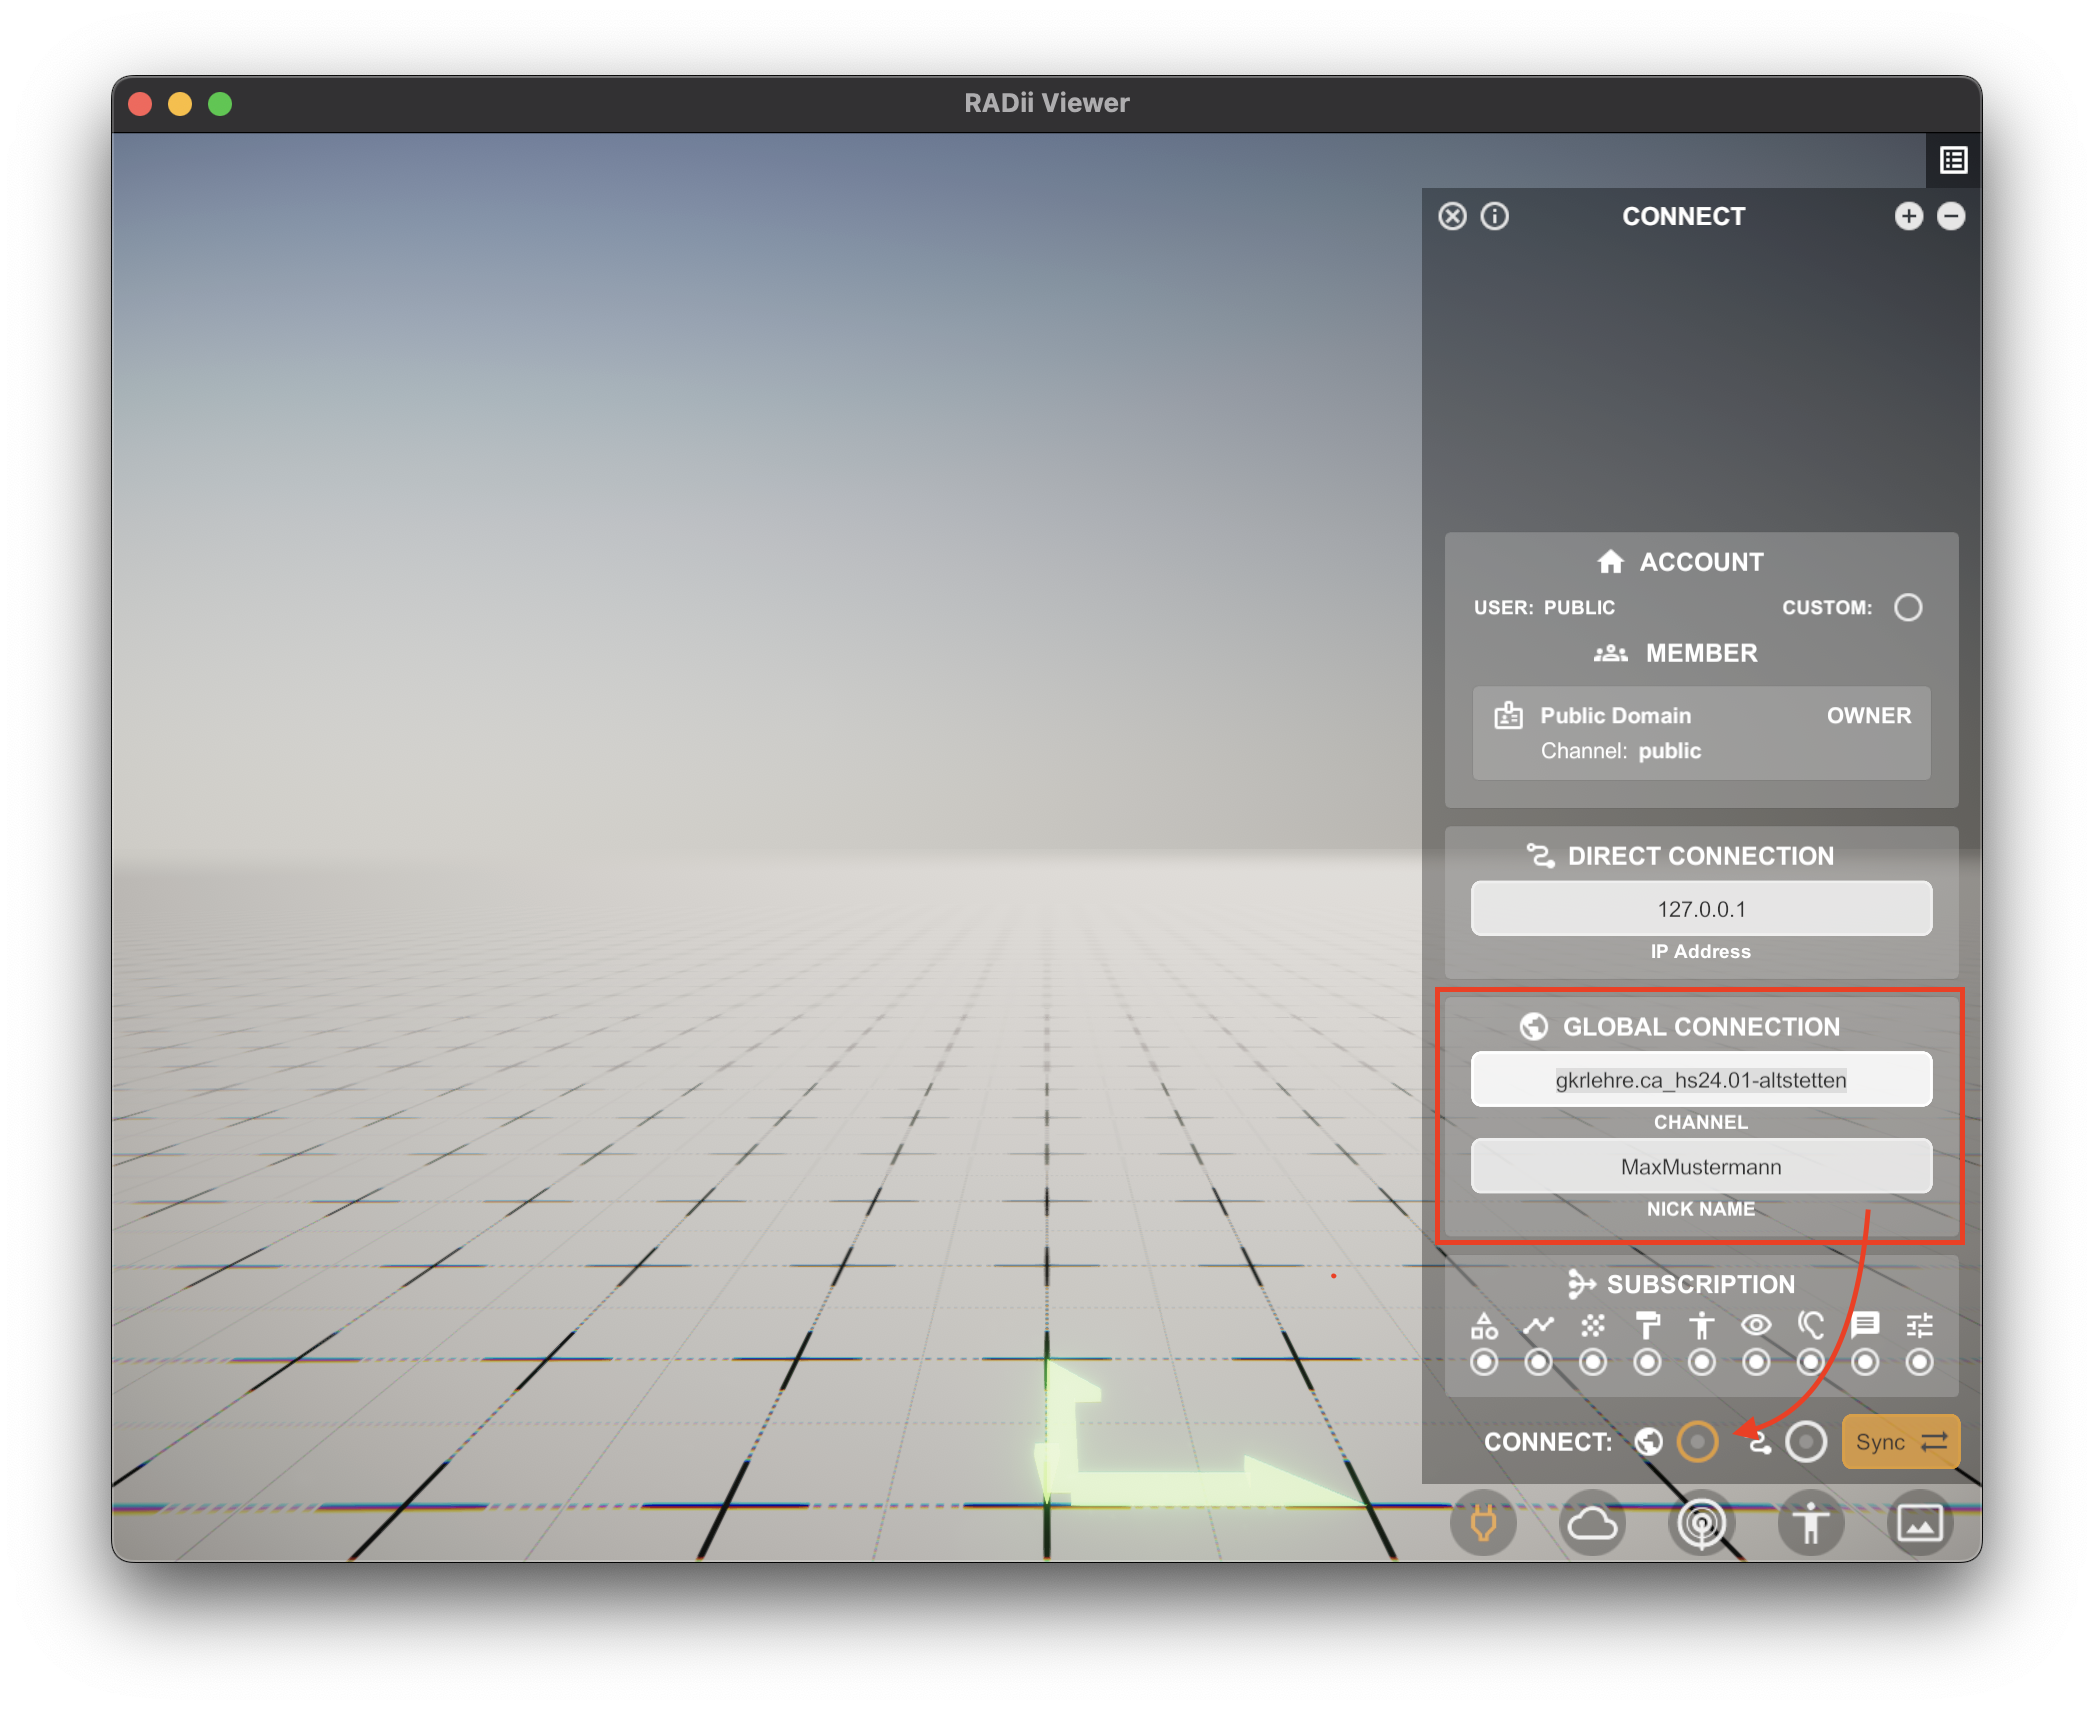 RADii Viewer
CONNECT
ACCOUNT
USER: PUBLIC CUSTOM:
MEMBER
Public Domain OWNER
Channel: public
DIRECT CONNECTION
127.0.0.1
IP Address
GLOBAL CONNECTION
gkrlehre.ca_hs24.01-altstetten
CHANNEL
MaxMustermann
NICK NAME
SUBSCRIPTION
CONNECT: Sync